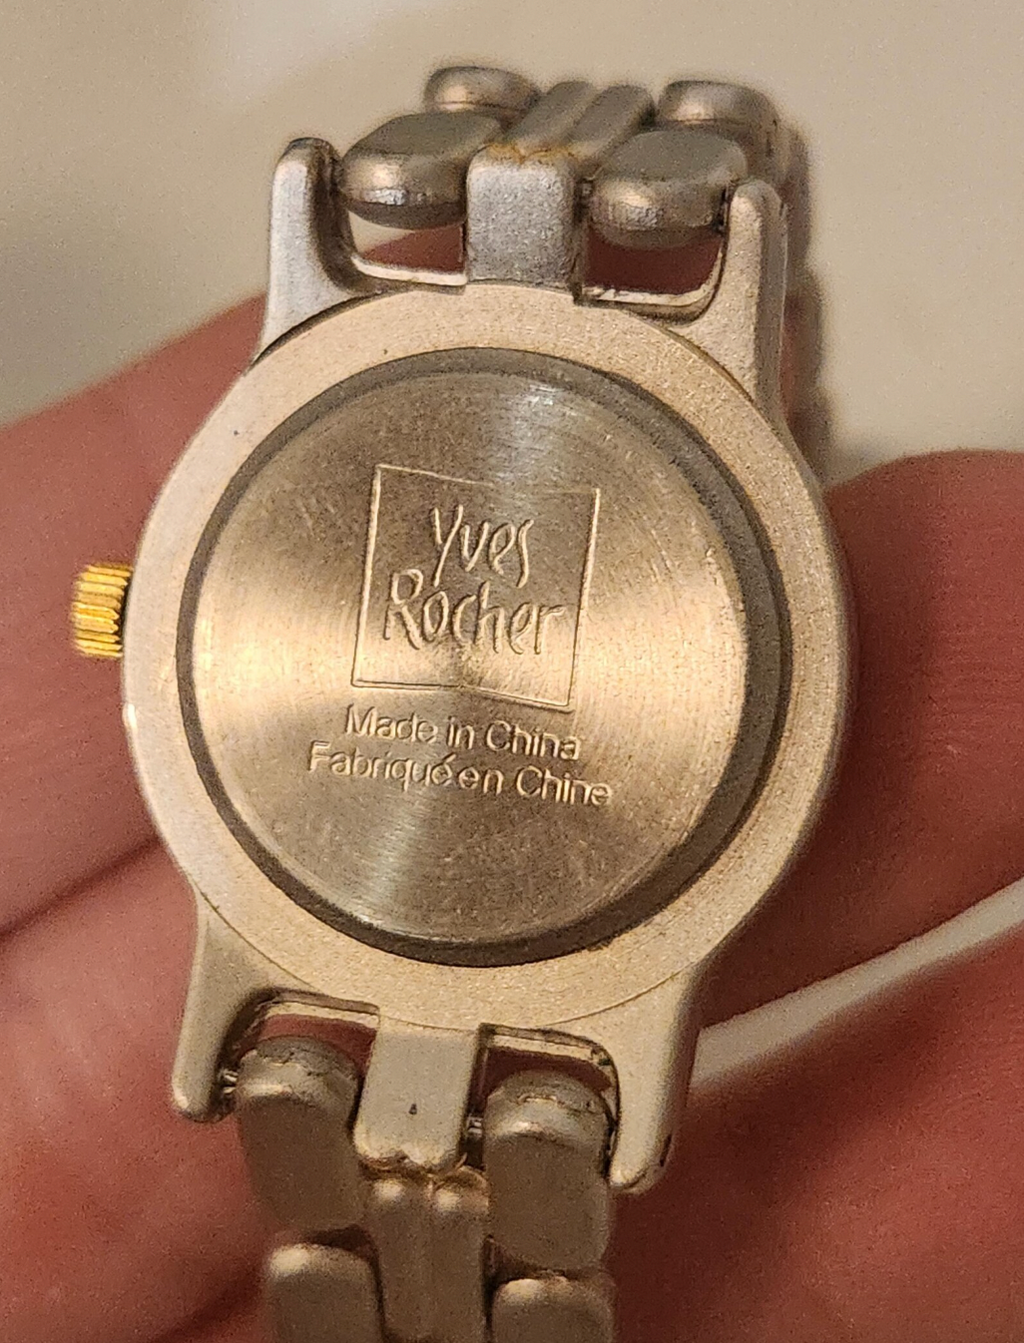 Yves
Rocher
Made in China
Fabriqué en Chine